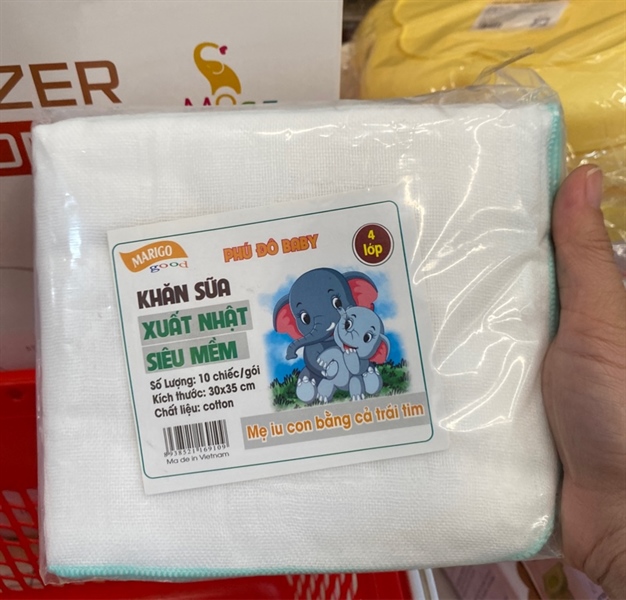 ZER
MARIGO
good
PHÚ ĐÔ BABY
4
lớp
KHĂN SỮA
XUẤT NHẬT
SIÊU MỀM
Số Lượng: 10 chiếc/gói
Kích thước: 30x35 cm
Chất liệu: cotton
Mẹ iu con bằng cả trái tim
8938521169109
Made in Vietnam